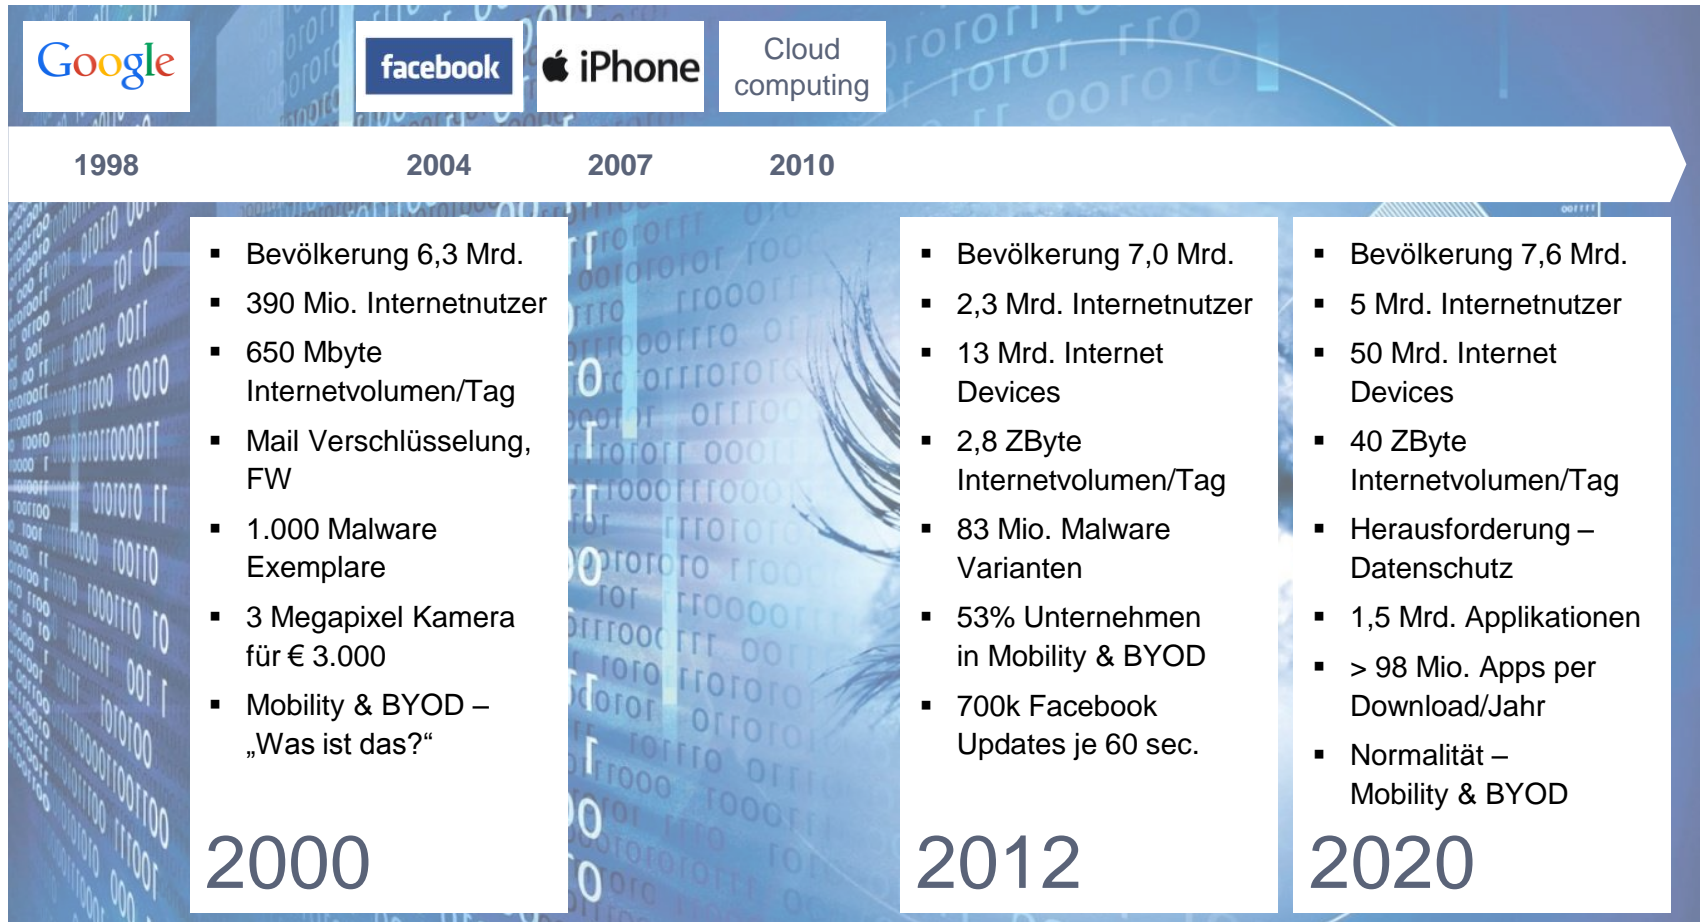 Google
facebook
iPhone
Cloud
computing
1998
2004
2007
2010
▪ Bevölkerung 6,3 Mrd.
▪ 390 Mio. Internetnutzer
▪ 650 Mbyte
Internetvolumen/Tag
▪ Mail Verschlüsselung,
FW
▪ 1.000 Malware
Exemplare
▪ 3 Megapixel Kamera
für € 3.000
▪ Mobility & BYOD –
„Was ist das?“
2000
▪ Bevölkerung 7,0 Mrd.
▪ 2,3 Mrd. Internetnutzer
▪ 13 Mrd. Internet
Devices
▪ 2,8 ZByte
Internetvolumen/Tag
▪ 83 Mio. Malware
Varianten
▪ 53% Unternehmen
in Mobility & BYOD
▪ 700k Facebook
Updates je 60 sec.
2012
▪ Bevölkerung 7,6 Mrd.
▪ 5 Mrd. Internetnutzer
▪ 50 Mrd. Internet
Devices
▪ 40 ZByte
Internetvolumen/Tag
▪ Herausforderung –
Datenschutz
▪ 1,5 Mrd. Applikationen
▪ > 98 Mio. Apps per
Download/Jahr
▪ Normalität –
Mobility & BYOD
2020